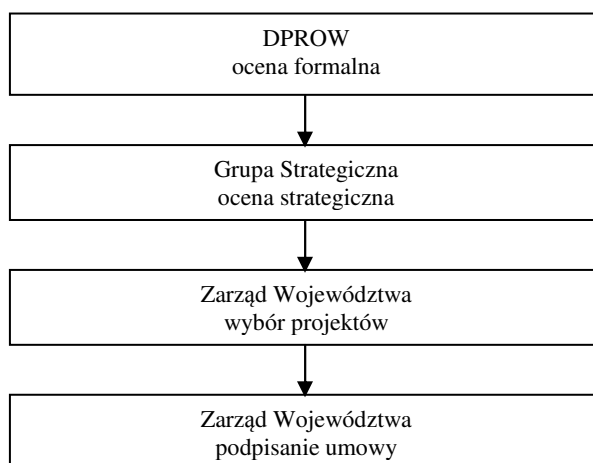 DPROW
ocena formalna
Grupa Strategiczna
ocena strategiczna
Zarząd Województwa
wybór projektów
Zarząd Województwa
podpisanie umowy